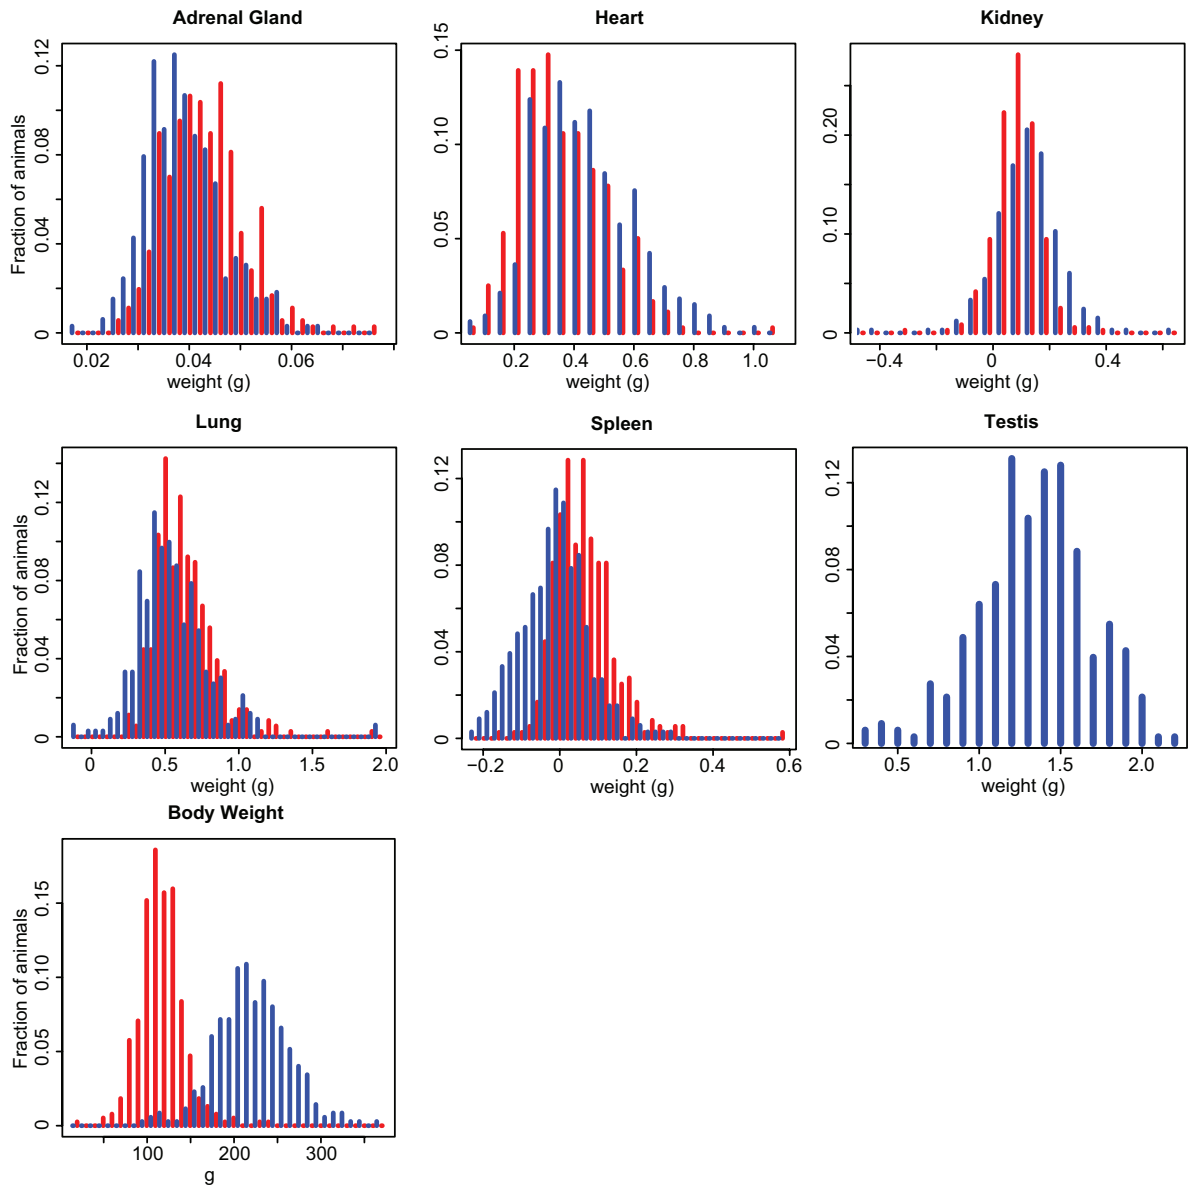 Adrenal Gland
Fraction of animals
0.12
0.08
0.04
0
0.02 0.04 0.06
weight (g)
Heart
0.15
0.10
0.05
0
0.2 0.4 0.6 0.8 1.0
weight (g)
Kidney
0.20
0.10
0
−0.4 0 0.4
weight (g)
Lung
Fraction of animals
0.12
0.08
0.04
0
0 0.5 1.0 1.5 2.0
weight (g)
Spleen
0.12
0.08
0.04
0
−0.2 0 0.2 0.4 0.6
weight (g)
Testis
0.12
0.08
0.04
0
0.5 1.0 1.5 2.0
weight (g)
Body Weight
Fraction of animals
0.15
0.10
0.05
0
100 200 300
g